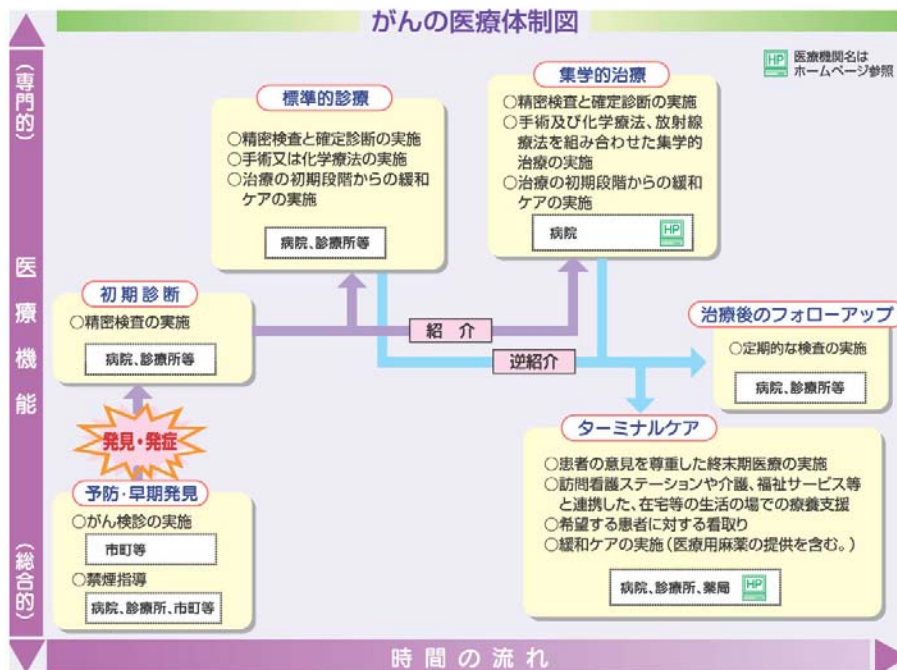 がんの医療体制図
HP 医療機関名は
ホームページ参照
(専門的)
医療機能
(総合的)
標準的診療
○精密検査と確定診断の実施
○手術又は化学療法の実施
○治療の初期段階からの緩和
ケアの実施
病院、診療所等
集学的治療
○精密検査と確定診断の実施
○手術及び化学療法、放射線
療法を組み合わせた集学的
治療の実施
○治療の初期段階からの緩和
ケアの実施
病院 HP
初期診断
○精密検査の実施
病院、診療所等
紹介
逆紹介
治療後のフォローアップ
○定期的な検査の実施
病院、診療所等
発見・発症
予防・早期発見
○がん検診の実施
市町等
○禁煙指導
病院、診療所、市町等
ターミナルケア
○患者の意見を尊重した終末期医療の実施
○訪問看護ステーションや介護、福祉サービス等
と連携した、在宅等の生活の場での療養支援
○希望する患者に対する看取り
○緩和ケアの実施(医療用麻薬の提供を含む。)
病院、診療所、薬局 HP
時間の流れ